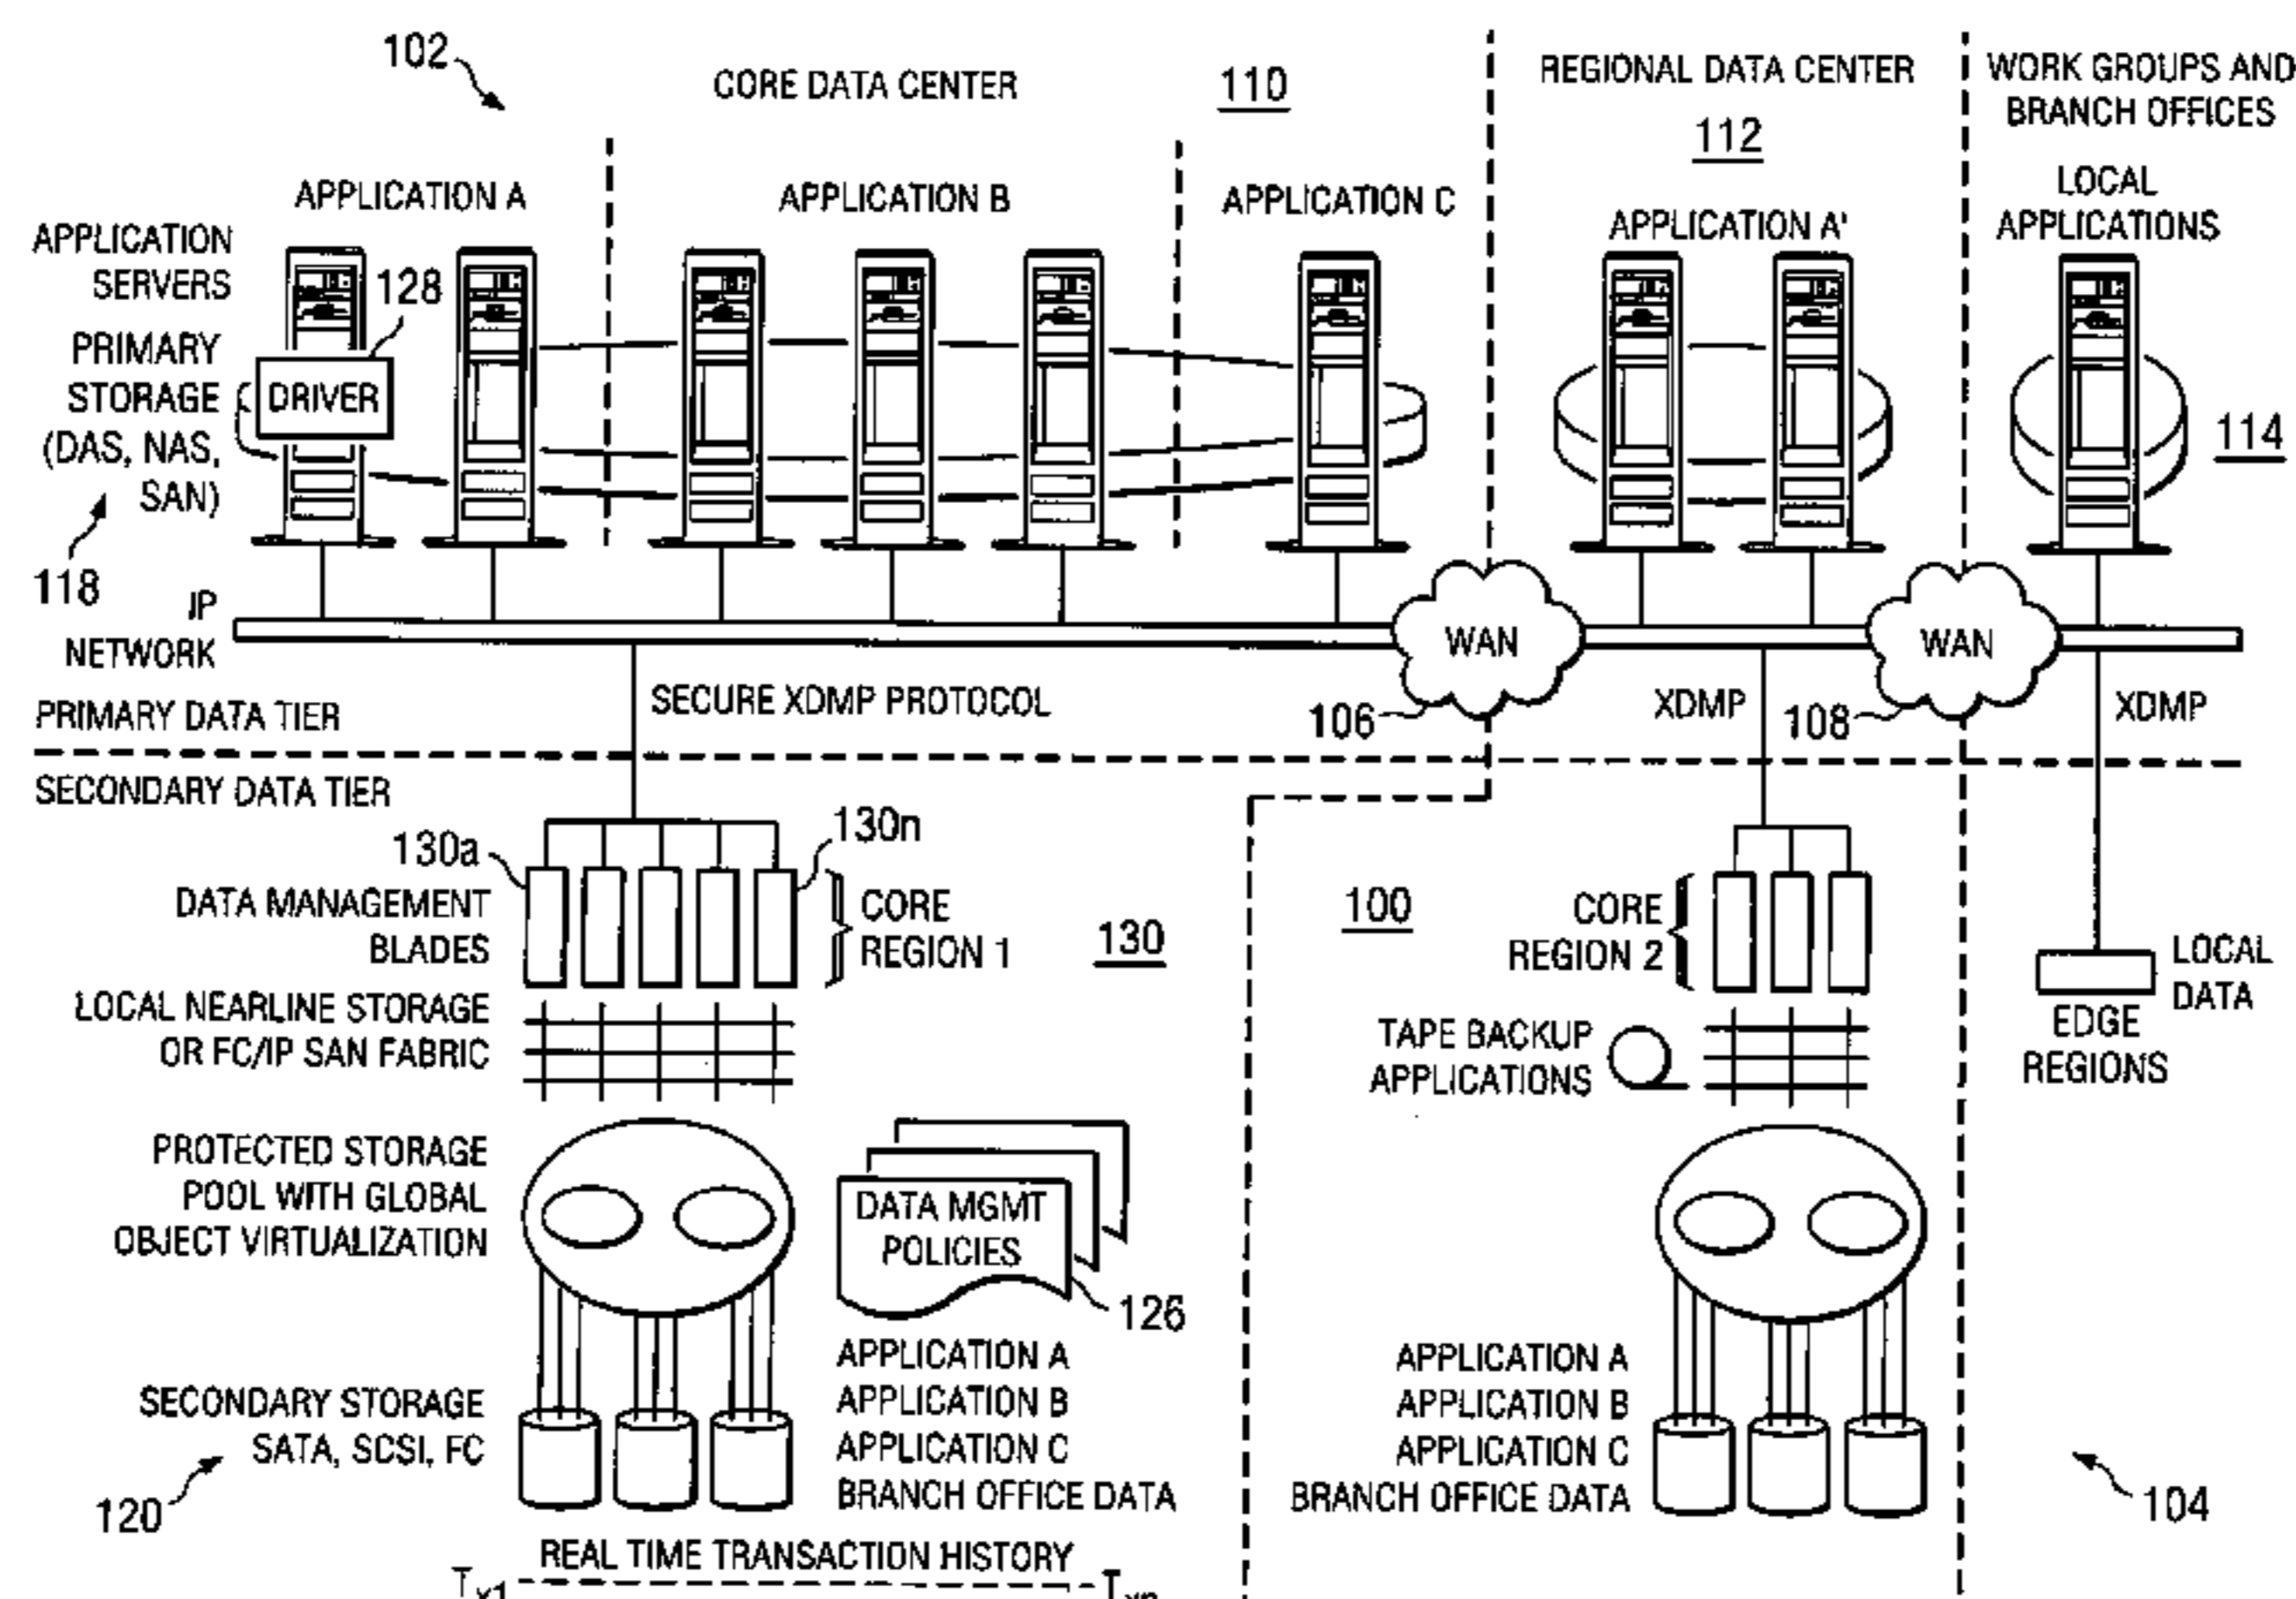 102
CORE DATA CENTER
110
REGIONAL DATA CENTER
112
WORK GROUPS AND
BRANCH OFFICES
APPLICATION A
APPLICATION B
APPLICATION C
APPLICATION A'
LOCAL
APPLICATIONS
APPLICATION
SERVERS
128
PRIMARY
STORAGE
(DAS, NAS,
SAN)
DRIVER
114
118
IP
NETWORK
WAN
WAN
PRIMARY DATA TIER
SECURE XDMP PROTOCOL
106
XDMP
108
XDMP
SECONDARY DATA TIER
130a
130n
DATA MANAGEMENT
BLADES
CORE
REGION 1
130
100
CORE
REGION 2
LOCAL
DATA
EDGE
REGIONS
LOCAL NEARLINE STORAGE
OR FC/IP SAN FABRIC
TAPE BACKUP
APPLICATIONS
PROTECTED STORAGE
POOL WITH GLOBAL
OBJECT VIRTUALIZATION
DATA MGMT
POLICIES
126
SECONDARY STORAGE
SATA, SCSI, FC
120
APPLICATION A
APPLICATION B
APPLICATION C
BRANCH OFFICE DATA
APPLICATION A
APPLICATION B
APPLICATION C
BRANCH OFFICE DATA
104
REAL TIME TRANSACTION HISTORY